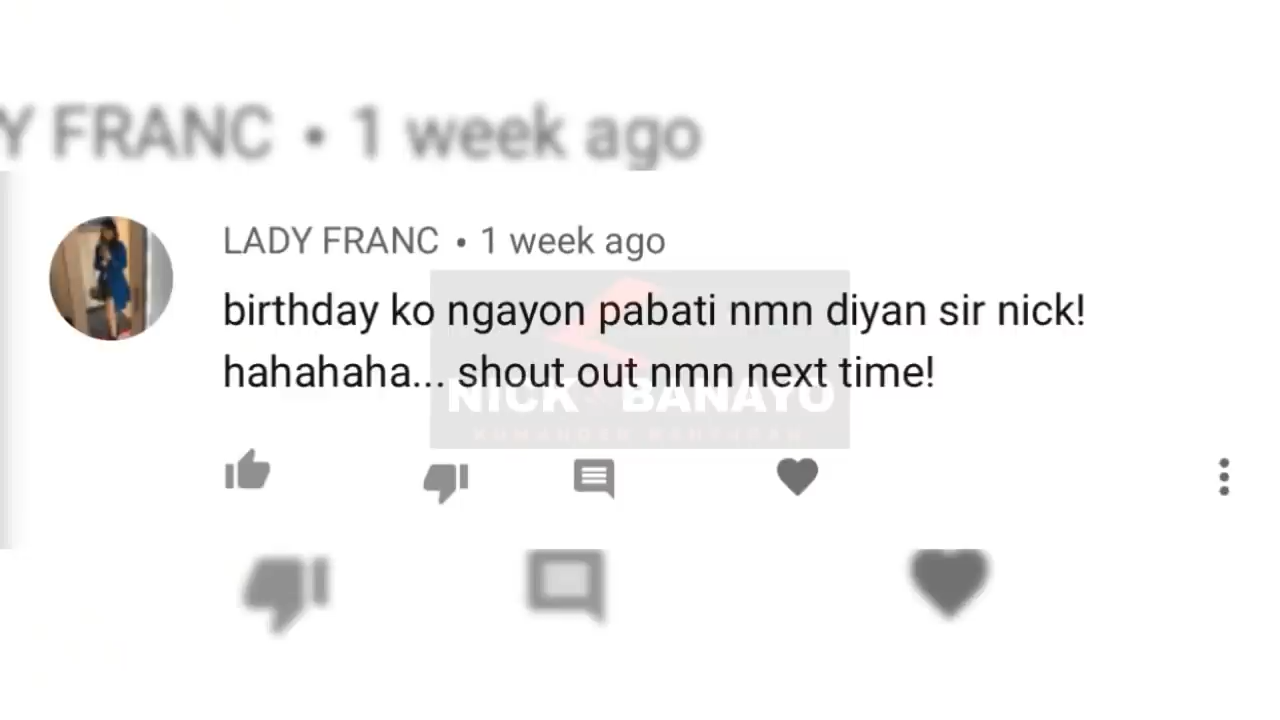 Y FRANC • 1 week ago
LADY FRANC • 1 week ago
birthday ko ngayon pabati nmn diyan sir nick!
hahahaha... shout out nmn next time!
NICK BANAYO